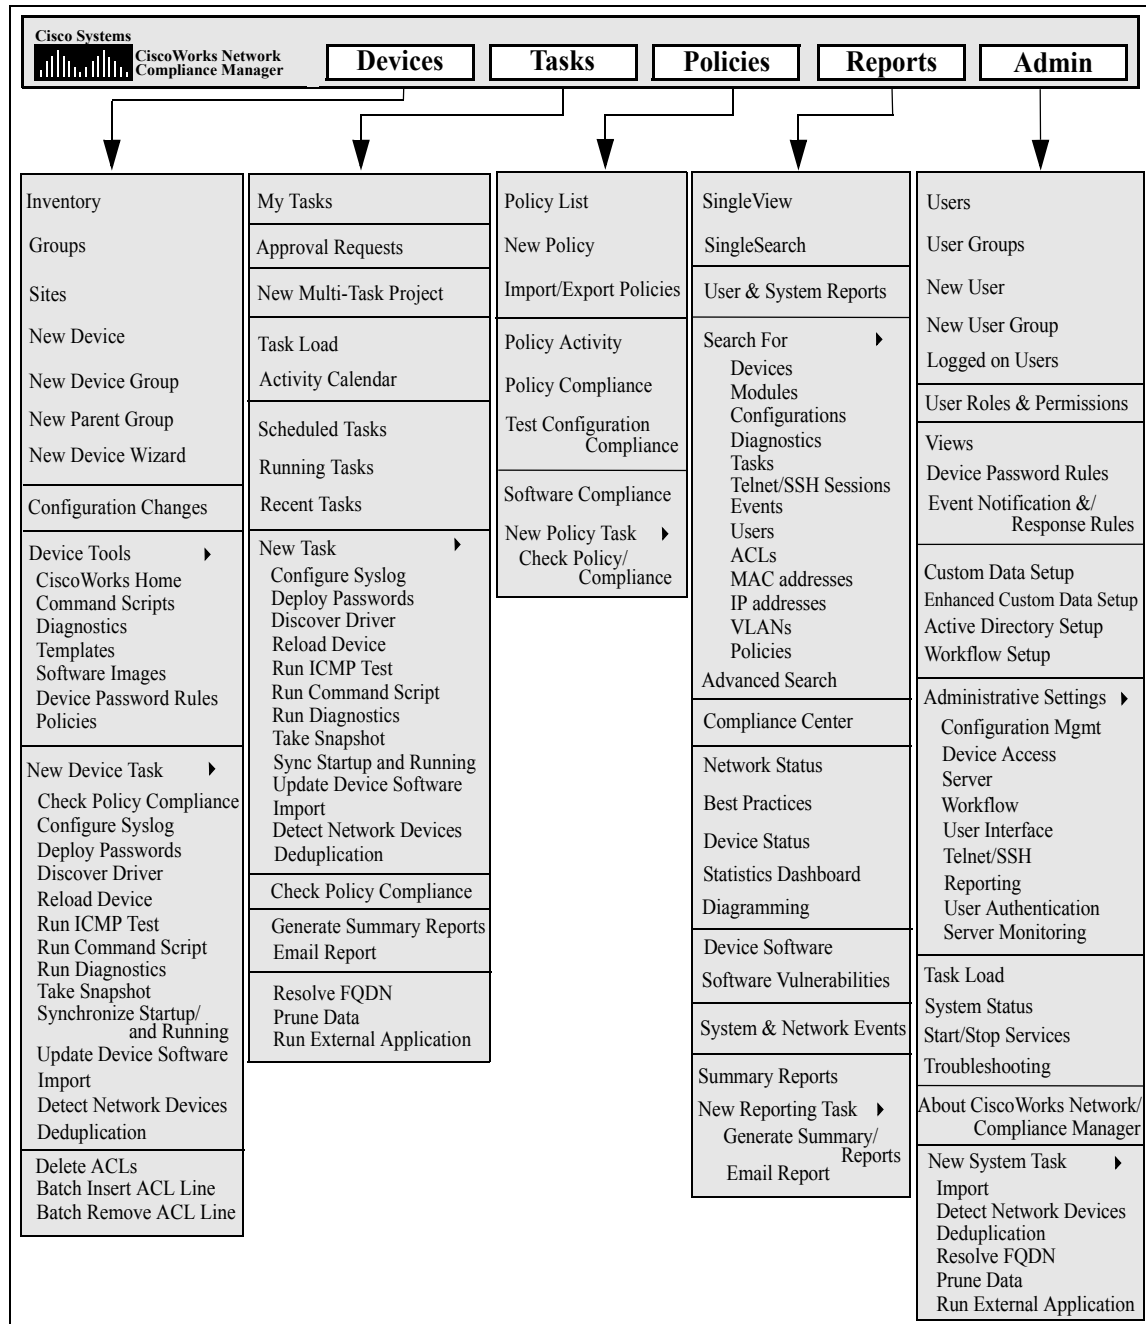 Cisco Systems
CiscoWorks Network
Compliance Manager
Devices
Tasks
Policies
Reports
Admin
Inventory
Groups
Sites
New Device
New Device Group
New Parent Group
New Device Wizard
Configuration Changes
Device Tools
CiscoWorks Home
Command Scripts
Diagnostics
Templates
Software Images
Device Password Rules
Policies
New Device Task
Check Policy Compliance
Configure Syslog
Deploy Passwords
Discover Driver
Reload Device
Run ICMP Test
Run Command Script
Run Diagnostics
Take Snapshot
Synchronize Startup/
and Running
Update Device Software
Import
Detect Network Devices
Deduplication
Delete ACLs
Batch Insert ACL Line
Batch Remove ACL Line
My Tasks
Approval Requests
New Multi-Task Project
Task Load
Activity Calendar
Scheduled Tasks
Running Tasks
Recent Tasks
New Task
Configure Syslog
Deploy Passwords
Discover Driver
Reload Device
Run ICMP Test
Run Command Script
Run Diagnostics
Take Snapshot
Sync Startup and Running
Update Device Software
Import
Detect Network Devices
Deduplication
Check Policy Compliance
Generate Summary Reports
Email Report
Resolve FQDN
Prune Data
Run External Application
Policy List
New Policy
Import/Export Policies
Policy Activity
Policy Compliance
Test Configuration
Compliance
Software Compliance
New Policy Task
Check Policy/
Compliance
SingleView
SingleSearch
User & System Reports
Search For
Devices
Modules
Configurations
Diagnostics
Tasks
Telnet/SSH Sessions
Events
Users
ACLs
MAC addresses
IP addresses
VLANs
Policies
Advanced Search
Compliance Center
Network Status
Best Practices
Device Status
Statistics Dashboard
Diagramming
Device Software
Software Vulnerabilities
System & Network Events
Summary Reports
New Reporting Task
Generate Summary/
Reports
Email Report
Users
User Groups
New User
New User Group
Logged on Users
User Roles & Permissions
Views
Device Password Rules
Event Notification &/
Response Rules
Custom Data Setup
Enhanced Custom Data Setup
Active Directory Setup
Workflow Setup
Administrative Settings
Configuration Mgmt
Device Access
Server
Workflow
User Interface
Telnet/SSH
Reporting
User Authentication
Server Monitoring
Task Load
System Status
Start/Stop Services
Troubleshooting
About CiscoWorks Network/
Compliance Manager
New System Task
Import
Detect Network Devices
Deduplication
Resolve FQDN
Prune Data
Run External Application